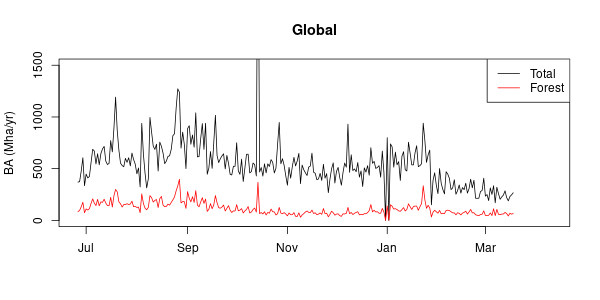 Global
BA (Mha/yr)
1500
1000
500
0
Total
Forest
Jul
Sep
Nov
Jan
Mar